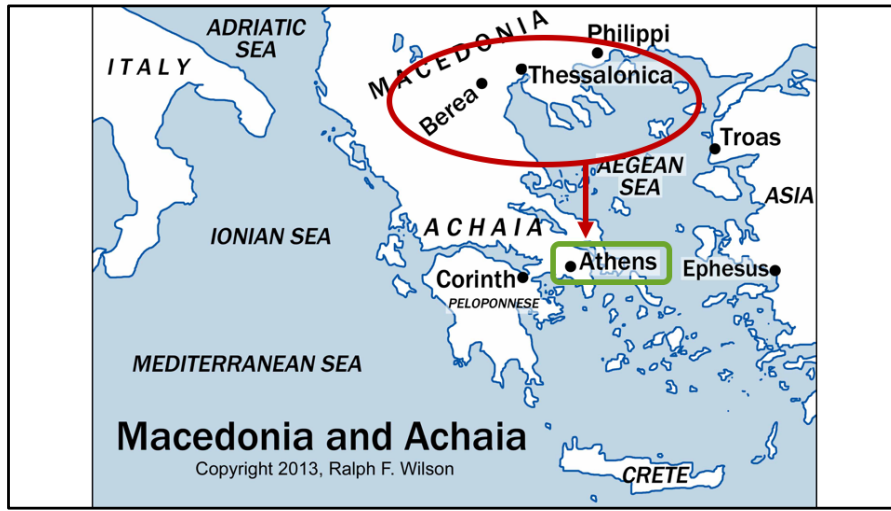 ADRIATIC
SEA
ITALY
MACEDONIA
Philippi
Thessalonica
Berea
Troas
AEGEAN
SEA
ASIA
ACHAIA
IONIAN SEA
Athens
Ephesus
Corinth
PELOPONNESE
MEDITERRANEAN SEA
Macedonia and Achaia
Copyright 2013, Ralph F. Wilson
CRETE